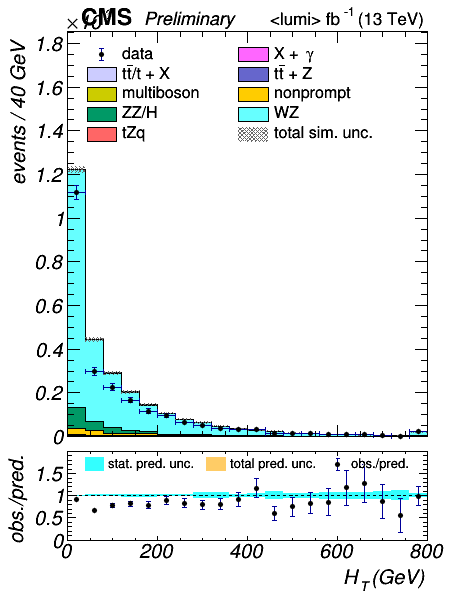 ×10
CMS Preliminary <lumi> fb⁻¹ (13 TeV)
events / 40 GeV
1.8
1.6
1.4
1.2
1
0.8
0.6
0.4
0.2
0
data
X + γ
tt̄/t + X
tt̄ + Z
multiboson
nonprompt
ZZ/H
WZ
tZq
total sim. unc.
obs./pred.
1.5
1
0.5
0
stat. pred. unc. total pred. unc. obs./pred.
0 200 400 600 800
H_T (GeV)